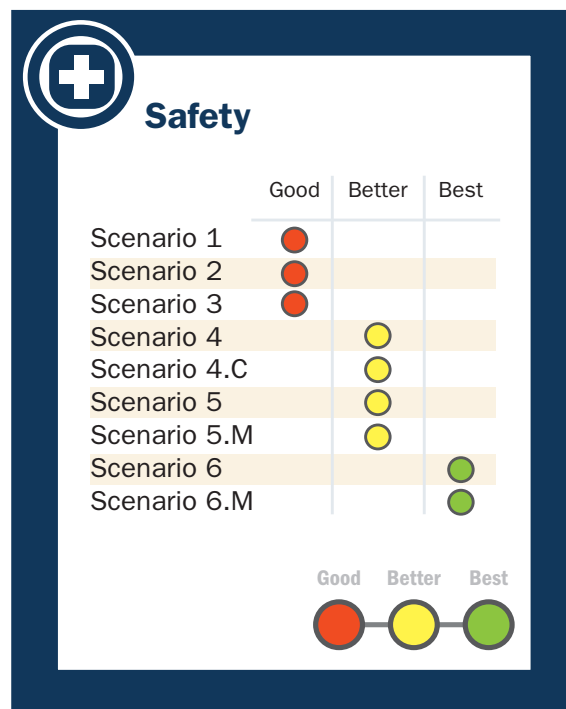 Safety
Good Better Best
Scenario 1
Scenario 2
Scenario 3
Scenario 4
Scenario 4.C
Scenario 5
Scenario 5.M
Scenario 6
Scenario 6.M
Good Better Best